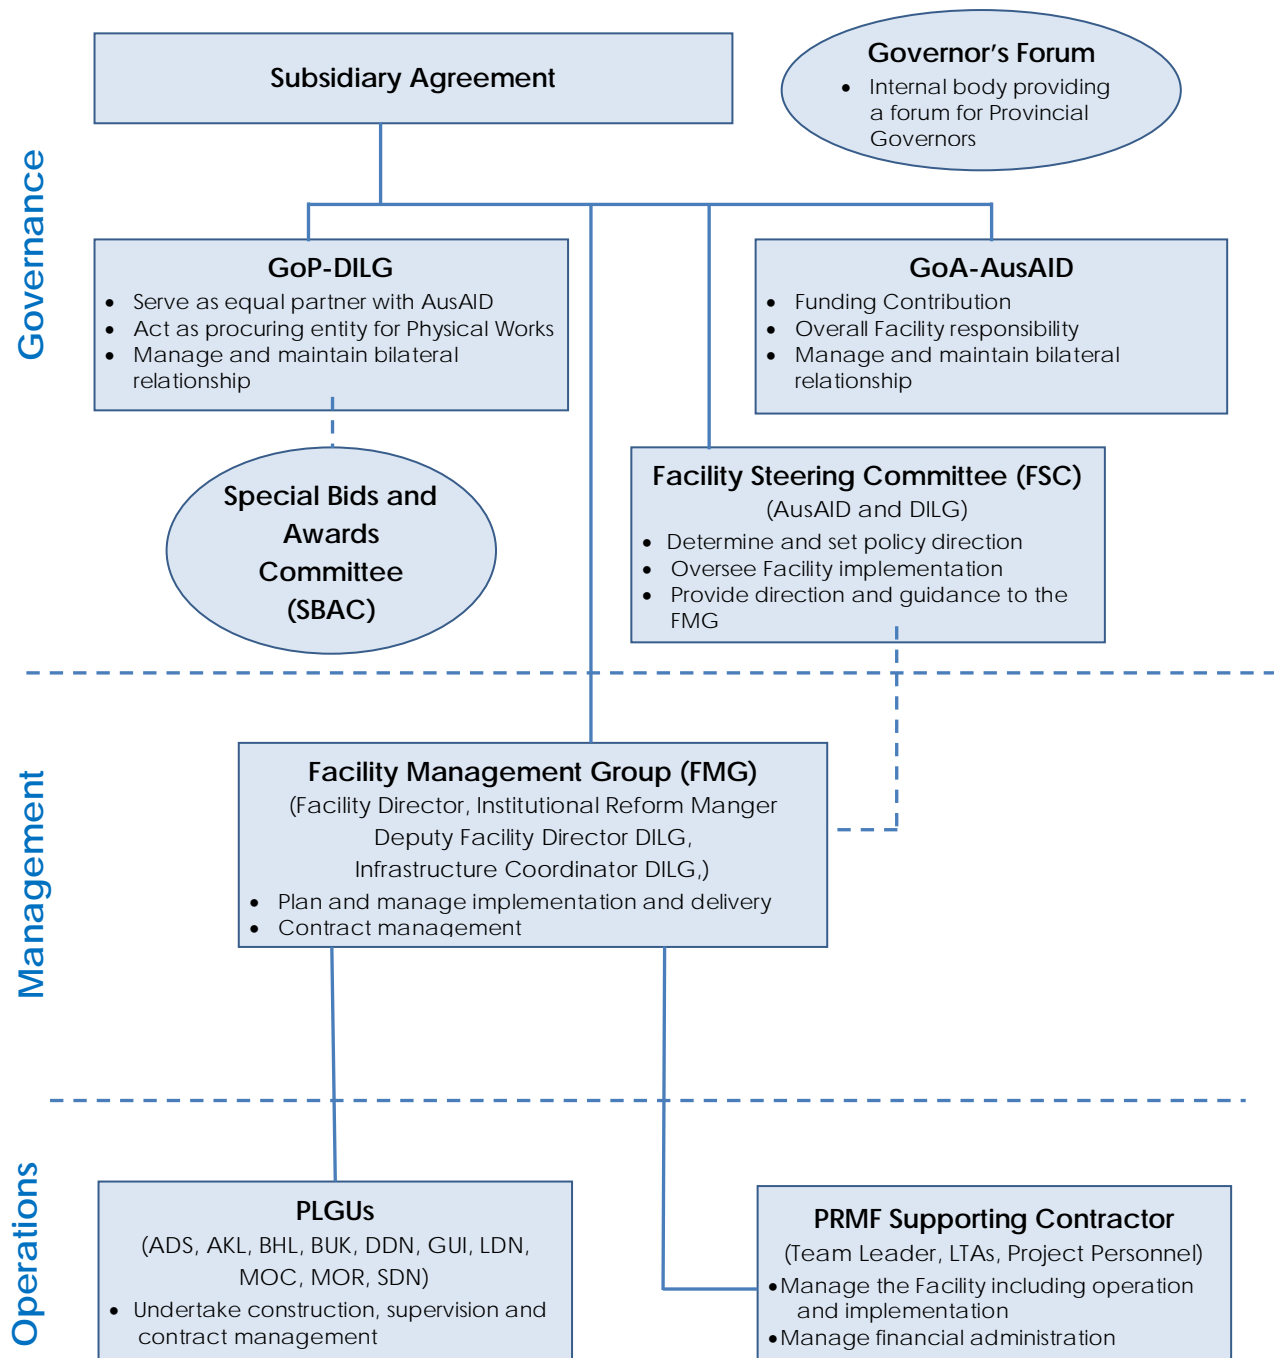 Subsidiary Agreement
Governor’s Forum
• Internal body providing
a forum for Provincial
Governors
Governance
GoP-DILG
• Serve as equal partner with AusAID
• Act as procuring entity for Physical Works
• Manage and maintain bilateral
relationship
GoA-AusAID
• Funding Contribution
• Overall Facility responsibility
• Manage and maintain bilateral
relationship
Special Bids and
Awards
Committee
(SBAC)
Facility Steering Committee (FSC)
(AusAID and DILG)
• Determine and set policy direction
• Oversee Facility implementation
• Provide direction and guidance to the
FMG
Management
Facility Management Group (FMG)
(Facility Director, Institutional Reform Manger
Deputy Facility Director DILG,
Infrastructure Coordinator DILG,)
• Plan and manage implementation and delivery
• Contract management
Operations
PLGUs
(ADS, AKL, BHL, BUK, DDN, GUI, LDN,
MOC, MOR, SDN)
• Undertake construction, supervision and
contract management
PRMF Supporting Contractor
(Team Leader, LTAs, Project Personnel)
• Manage the Facility including operation
and implementation
• Manage financial administration